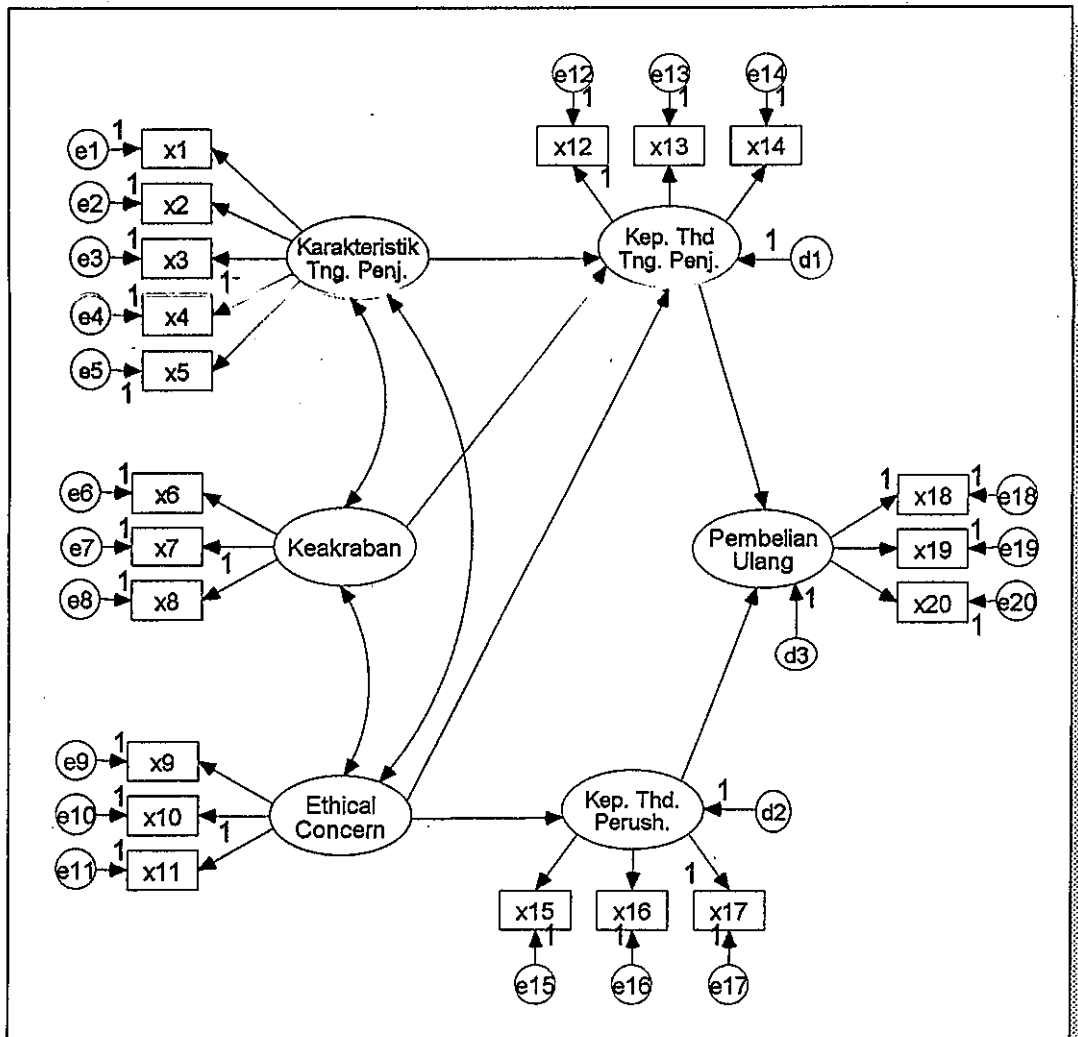 e12
e13
e14
1
1
1
x12
x13
x14
1
e1
1
x1
e2
1
x2
e3
1
x3
e4
1
x4
e5
1
x5
1
Karakteristik
Tng. Penj.
Kep. Thd
Tng. Penj.
1
d1
e6
1
x6
e7
1
x7
e8
1
x8
1
Keakraban
Pembelian
Ulang
1
x18
1
e18
x19
1
e19
x20
1
e20
1
d3
e9
1
x9
e10
1
x10
e11
1
x11
1
Ethical
Concern
Kep. Thd.
Perush.
1
d2
1
x15
x16
x17
1
1
1
e15
e16
e17